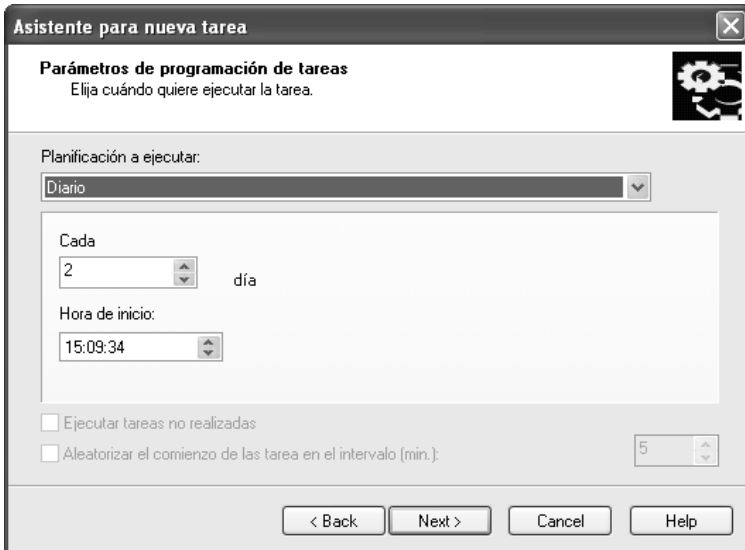 Asistente para nueva tarea
Parámetros de programación de tareas
Elija cuándo quiere ejecutar la tarea.
Planificación a ejecutar:
Diario
Cada
2
día
Hora de inicio:
15:09:34
Ejecutar tareas no realizadas
Aleatorizar el comienzo de las tarea en el intervalo (min.):
5
< Back Next > Cancel Help